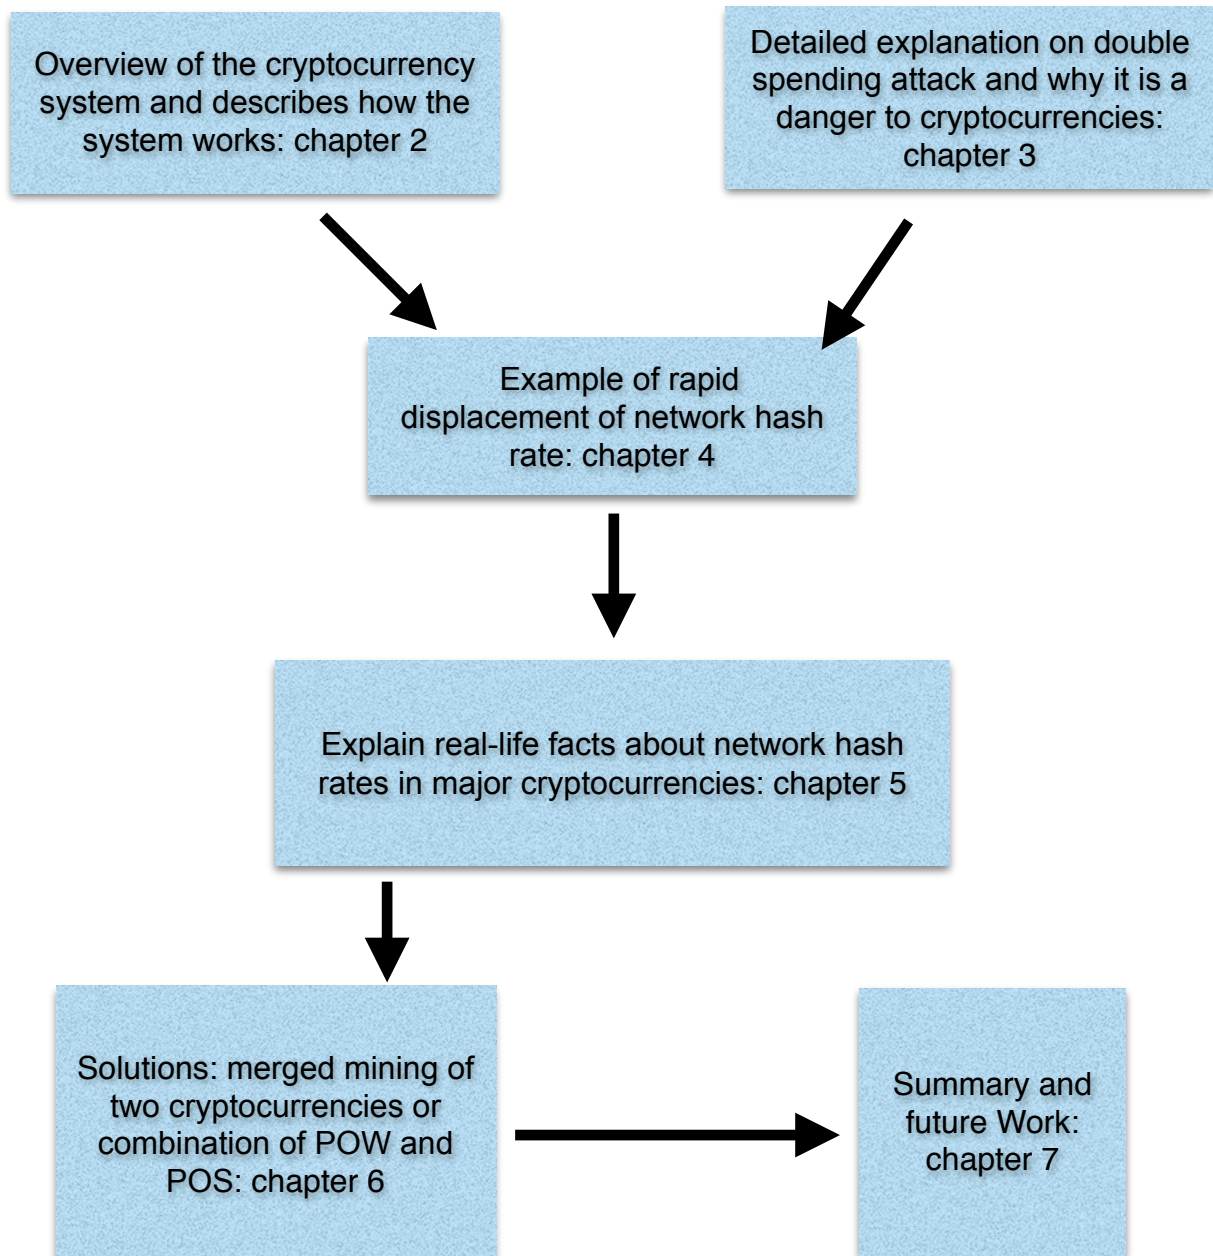 Overview of the cryptocurrency
system and describes how the
system works: chapter 2
Detailed explanation on double
spending attack and why it is a
danger to cryptocurrencies:
chapter 3
Example of rapid
displacement of network hash
rate: chapter 4
Explain real-life facts about network hash
rates in major cryptocurrencies: chapter 5
Solutions: merged mining of
two cryptocurrencies or
combination of POW and
POS: chapter 6
Summary and
future Work:
chapter 7